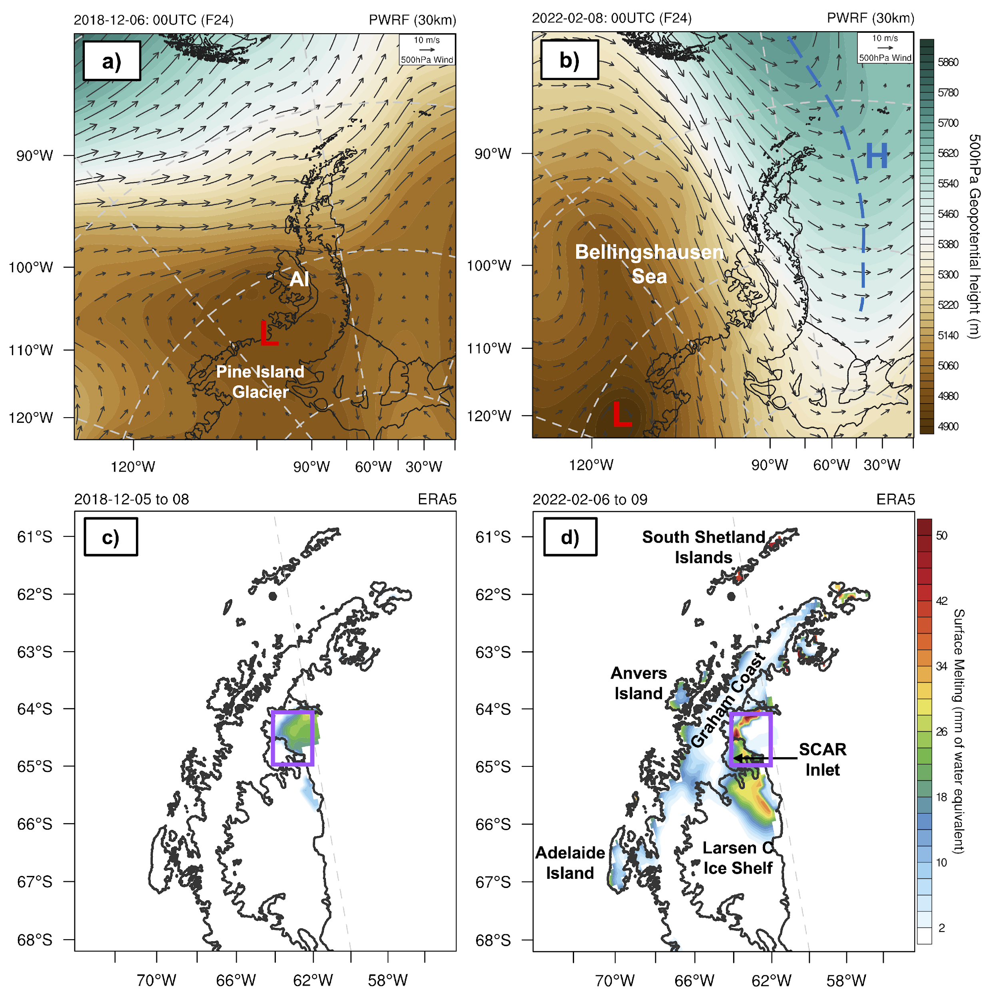 2018-12-06: 00UTC (F24)
PWRF (30km)
a)
10 m/s
500hPa Wind
90°W
100°W
110°W
120°W
AI
L
Pine Island
Glacier
120°W
90°W
60°W
30°W
2022-02-08: 00UTC (F24)
PWRF (30km)
b)
10 m/s
500hPa Wind
90°W
100°W
110°W
120°W
H
Bellingshausen
Sea
L
120°W
90°W
60°W
30°W
5860
5780
5700
5620
5540
5460
5380
5300
5220
5140
5060
4980
4900
500hPa Geopotential height (m)
2018-12-05 to 08
ERA5
c)
61°S
62°S
63°S
64°S
65°S
66°S
67°S
68°S
70°W
66°W
62°W
58°W
2022-02-06 to 09
ERA5
d)
61°S
62°S
63°S
64°S
65°S
66°S
67°S
68°S
South Shetland
Islands
Anvers
Island
Graham Coast
SCAR
Inlet
Adelaide
Island
Larsen C
Ice Shelf
70°W
66°W
62°W
58°W
50
42
34
26
18
10
2
Surface Melting (mm of water equivalent)